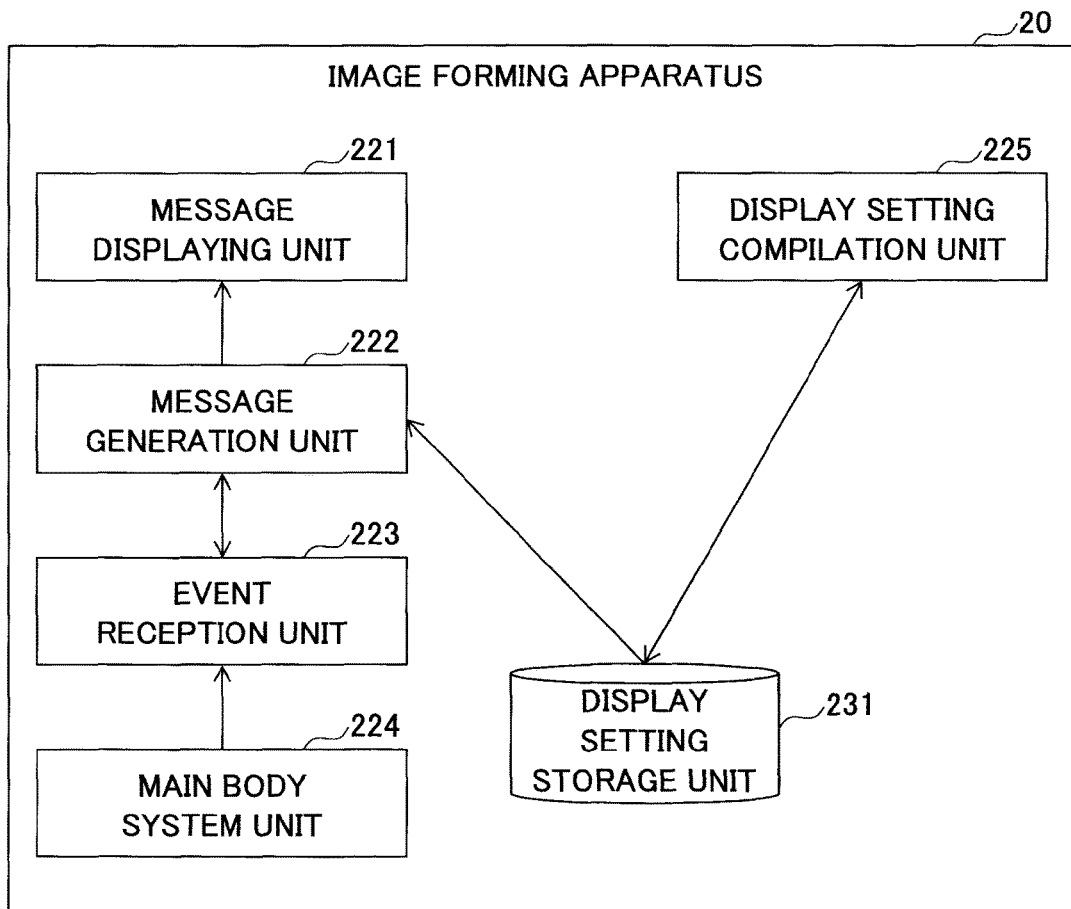 20
IMAGE FORMING APPARATUS
221
MESSAGE
DISPLAYING UNIT
225
DISPLAY SETTING
COMPILATION UNIT
222
MESSAGE
GENERATION UNIT
223
EVENT
RECEPTION UNIT
224
MAIN BODY
SYSTEM UNIT
DISPLAY
SETTING
STORAGE UNIT
231